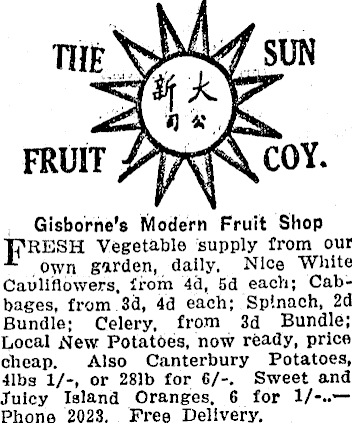 THE SUN
新 大
司 公
FRUIT COY.
Gisborne's Modern Fruit Shop
FRESH Vegetable supply from our
own garden, daily. Nice White
Cauliflowers, from 4d, 5d each; Cab-
bages, from 3d, 4d each; Spinach, 2d
Bundle; Celery, from 3d Bundle;
Local New Potatoes, now ready, price
cheap. Also Canterbury Potatoes,
4lbs 1/-, or 28lb for 6/-. Sweet and
Juicy Island Oranges, 6 for 1/-..—
Phone 2023. Free Delivery.